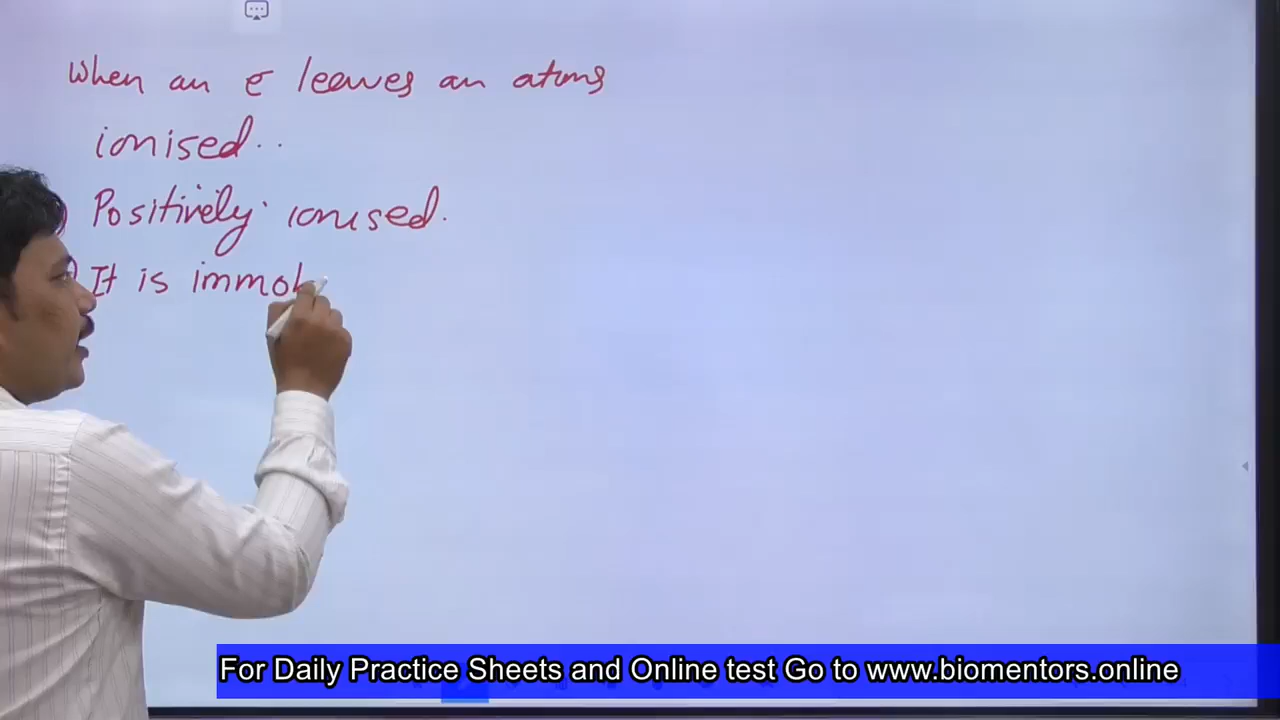 When an e⁻ leaves an atoms
ionised..
Positively ionised.
It is immob
For Daily Practice Sheets and Online test Go to www.biomentors.online